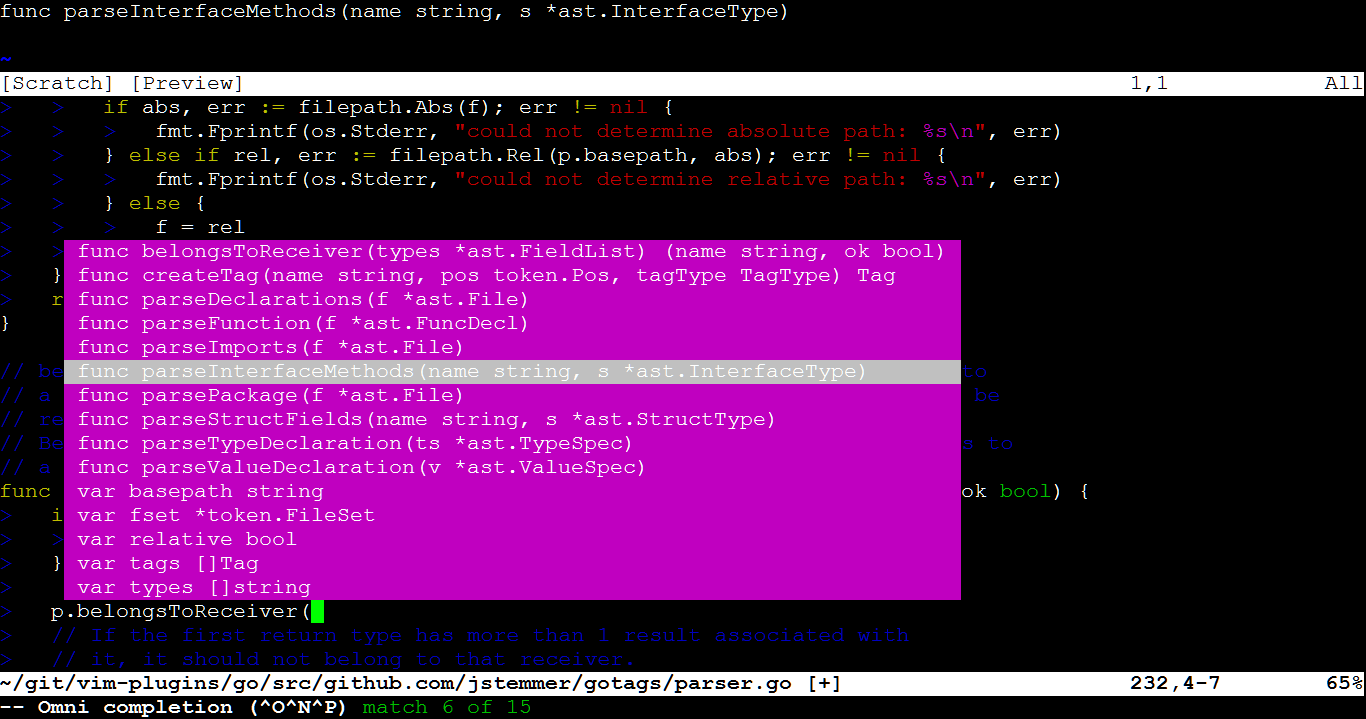 func parseInterfaceMethods(name string, s *ast.InterfaceType)
~
[Scratch] [Preview] 1,1 All
> > if abs, err := filepath.Abs(f); err != nil {
> > > fmt.Fprintf(os.Stderr, "could not determine absolute path: %s\n", err)
> > } else if rel, err := filepath.Rel(p.basepath, abs); err != nil {
> > > fmt.Fprintf(os.Stderr, "could not determine relative path: %s\n", err)
> > } else {
> > > f = rel
> > func belongsToReceiver(types *ast.FieldList) (name string, ok bool)
> } func createTag(name string, pos token.Pos, tagType TagType) Tag
> r func parseDeclarations(f *ast.File)
} func parseFunction(f *ast.FuncDecl)
func parseImports(f *ast.File)
// be func parseInterfaceMethods(name string, s *ast.InterfaceType) to
// a func parsePackage(f *ast.File) be
// re func parseStructFields(name string, s *ast.StructType)
// Be func parseTypeDeclaration(ts *ast.TypeSpec) s to
// a func parseValueDeclaration(v *ast.ValueSpec)
func var basepath string ok bool) {
> i var fset *token.FileSet
> > var relative bool
> } var tags []Tag
> var types []string
> p.belongsToReceiver(
> // If the first return type has more than 1 result associated with
> // it, it should not belong to that receiver.
~/git/vim-plugins/go/src/github.com/jstemmer/gotags/parser.go [+] 232,4-7 65%
-- Omni completion (^O^N^P) match 6 of 15